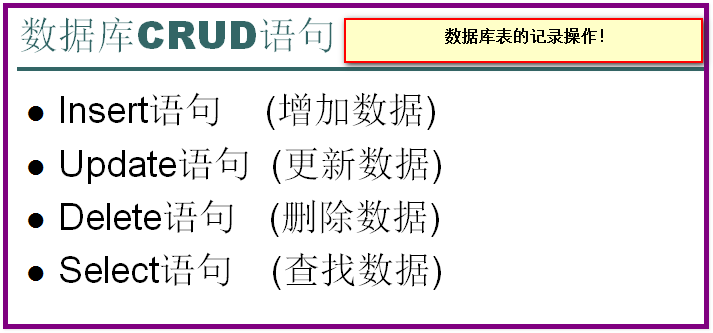 数据库CRUD语句
数据库表的记录操作！
Insert语句 (增加数据)
Update语句 (更新数据)
Delete语句 (删除数据)
Select语句 (查找数据)